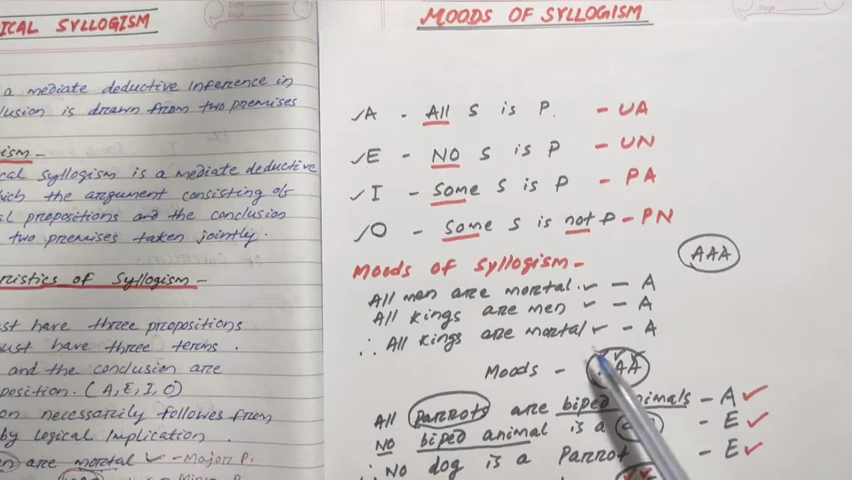 ICAL SYLLOGISM
a mediate deductive inference in
lusion is drawn from two premises
ism -
cal syllogism is a mediate deductive
hich the argument consisting of
al propositions and the conclusion
two premises taken jointly.
ristics of Syllogism -
st have three propositions
ust have three terms.
and the conclusion are
position. (A, E, I, O)
on necessarily follows from
by logical Implication.
are mortal ✓ - Major P.
MOODS OF SYLLOGISM
✓A - All S is P. - UA
✓E - NO S is P - UN
✓I - Some S is P - PA
✓O - Some S is not P - PN
Moods of Syllogism - AAA
All men are mortal. ✓ - A
All kings are men ✓ - A
∴ All kings are mortal ✓ - A
Moods - AA
All parrots are biped animals - A ✓
No biped animal is a - E ✓
∴ No dog is a Parrot - E ✓